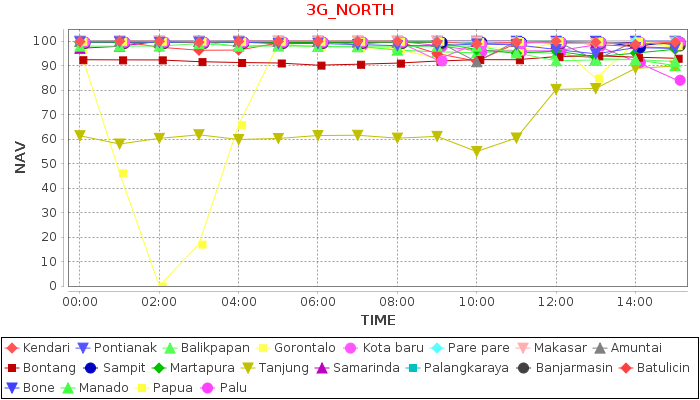 3G_NORTH
NAV
100
90
80
70
60
50
40
30
20
10
0
00:00 02:00 04:00 06:00 08:00 10:00 12:00 14:00
TIME
Kendari Pontianak Balikpapan Gorontalo Kota baru Pare pare Makasar Amuntai
Bontang Sampit Martapura Tanjung Samarinda Palangkaraya Banjarmasin Batulicin
Bone Manado Papua Palu